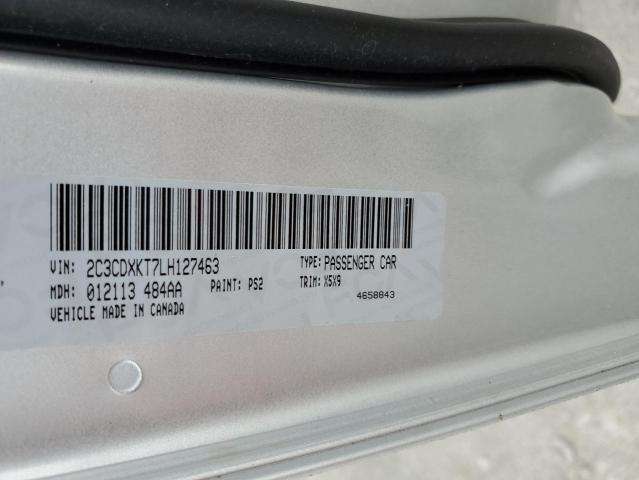 VIN: 2C3CDXKT7LH127463 TYPE: PASSENGER CAR
MDH: 012113 484AA PAINT: PS2 TRIM: X5X9
VEHICLE MADE IN CANADA 4658843